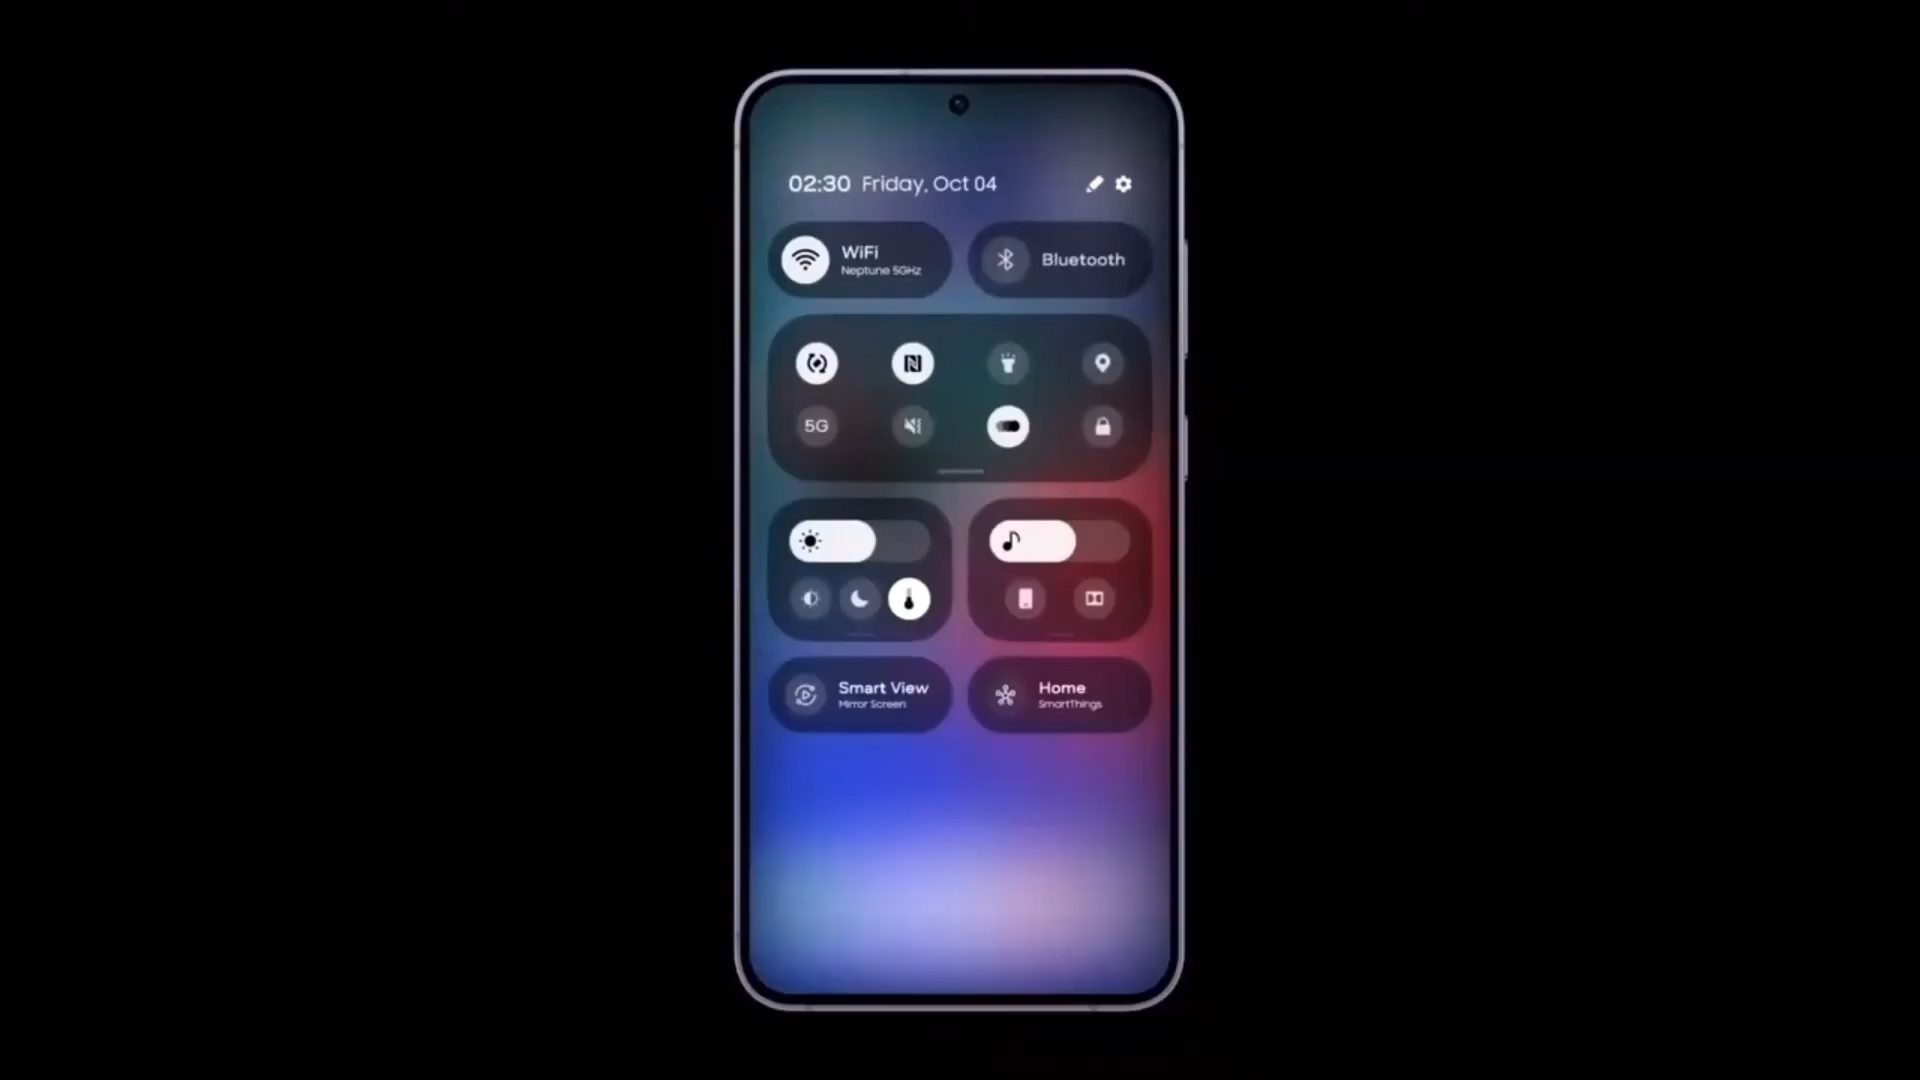 02:30 Friday, Oct 04
WiFi
Neptune 5GHz
Bluetooth
5G
Smart View
Mirror Screen
Home
SmartThings